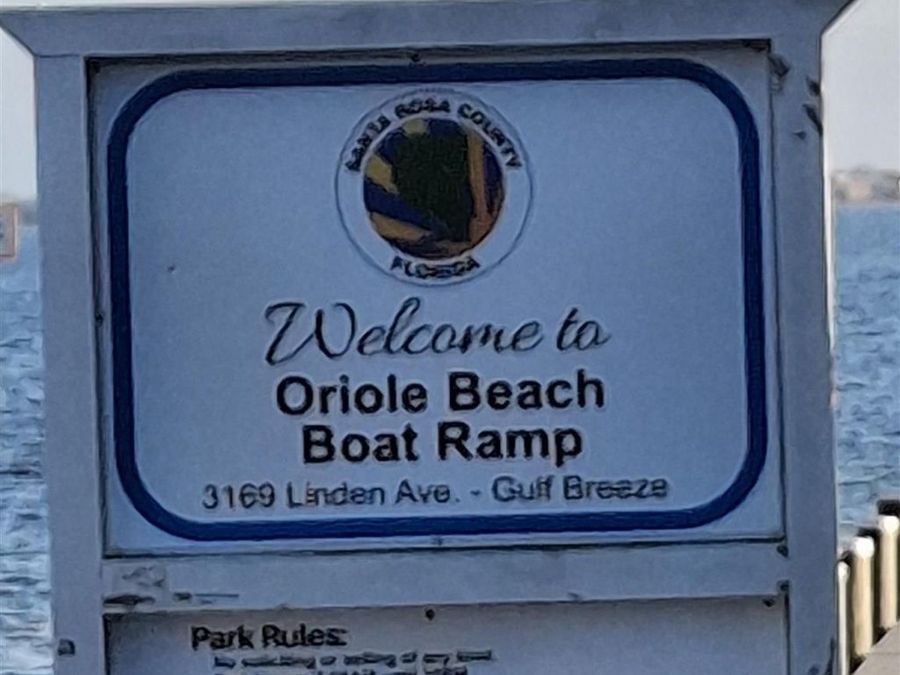 SANTA ROSA COUNTY
FLORIDA
Welcome to
Oriole Beach
Boat Ramp
3169 Linden Ave. - Gulf Breeze
Park Rules: